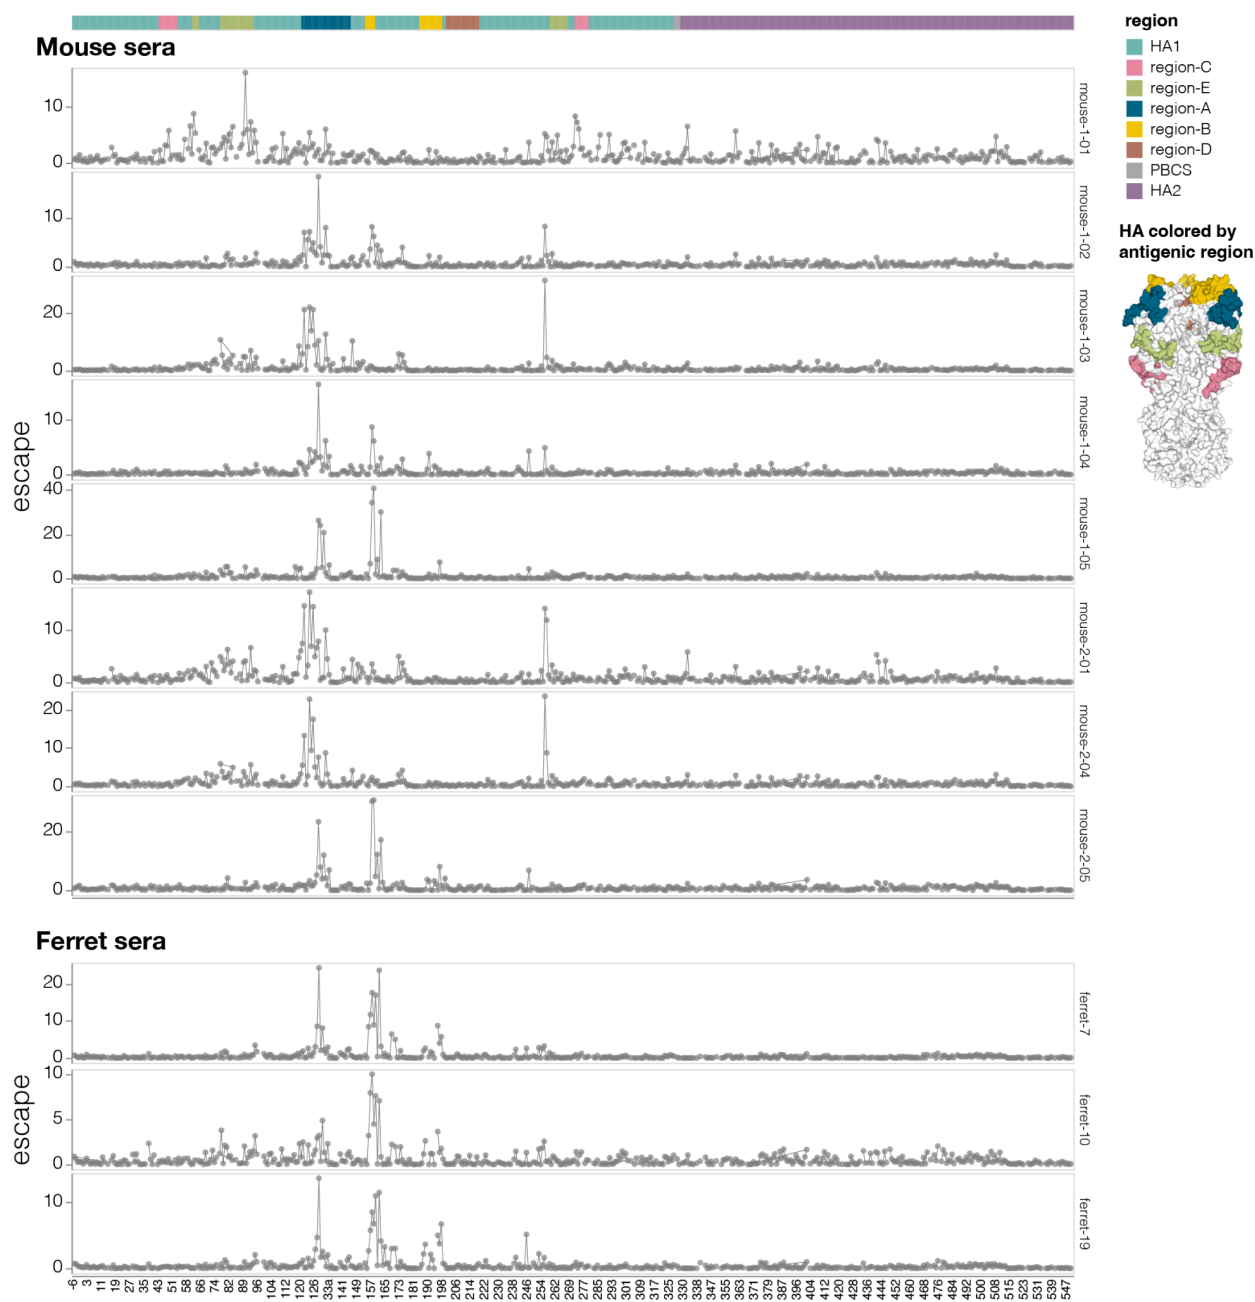 Mouse sera
region
HA1
region-C
region-E
region-A
region-B
region-D
PBCS
HA2
HA colored by
antigenic region
escape
10
0
mouse-1-01
10
0
mouse-1-02
20
0
mouse-1-03
10
0
mouse-1-04
40
20
0
mouse-1-05
10
0
mouse-2-01
20
10
0
mouse-2-04
20
0
mouse-2-05
Ferret sera
escape
20
10
0
ferret-7
10
5
0
ferret-10
10
0
ferret-19
-5 3 11 19 27 35 43 51 58 66 74 82 89 96 104 112 120 126 133a 141 149 157 165 173 181 190 198 206 214 222 230 238 246 254 262 269 277 285 293 301 309 317 325 330 338 347 355 363 371 379 387 396 404 412 420 428 436 444 452 460 468 476 484 492 500 508 515 523 531 539 547